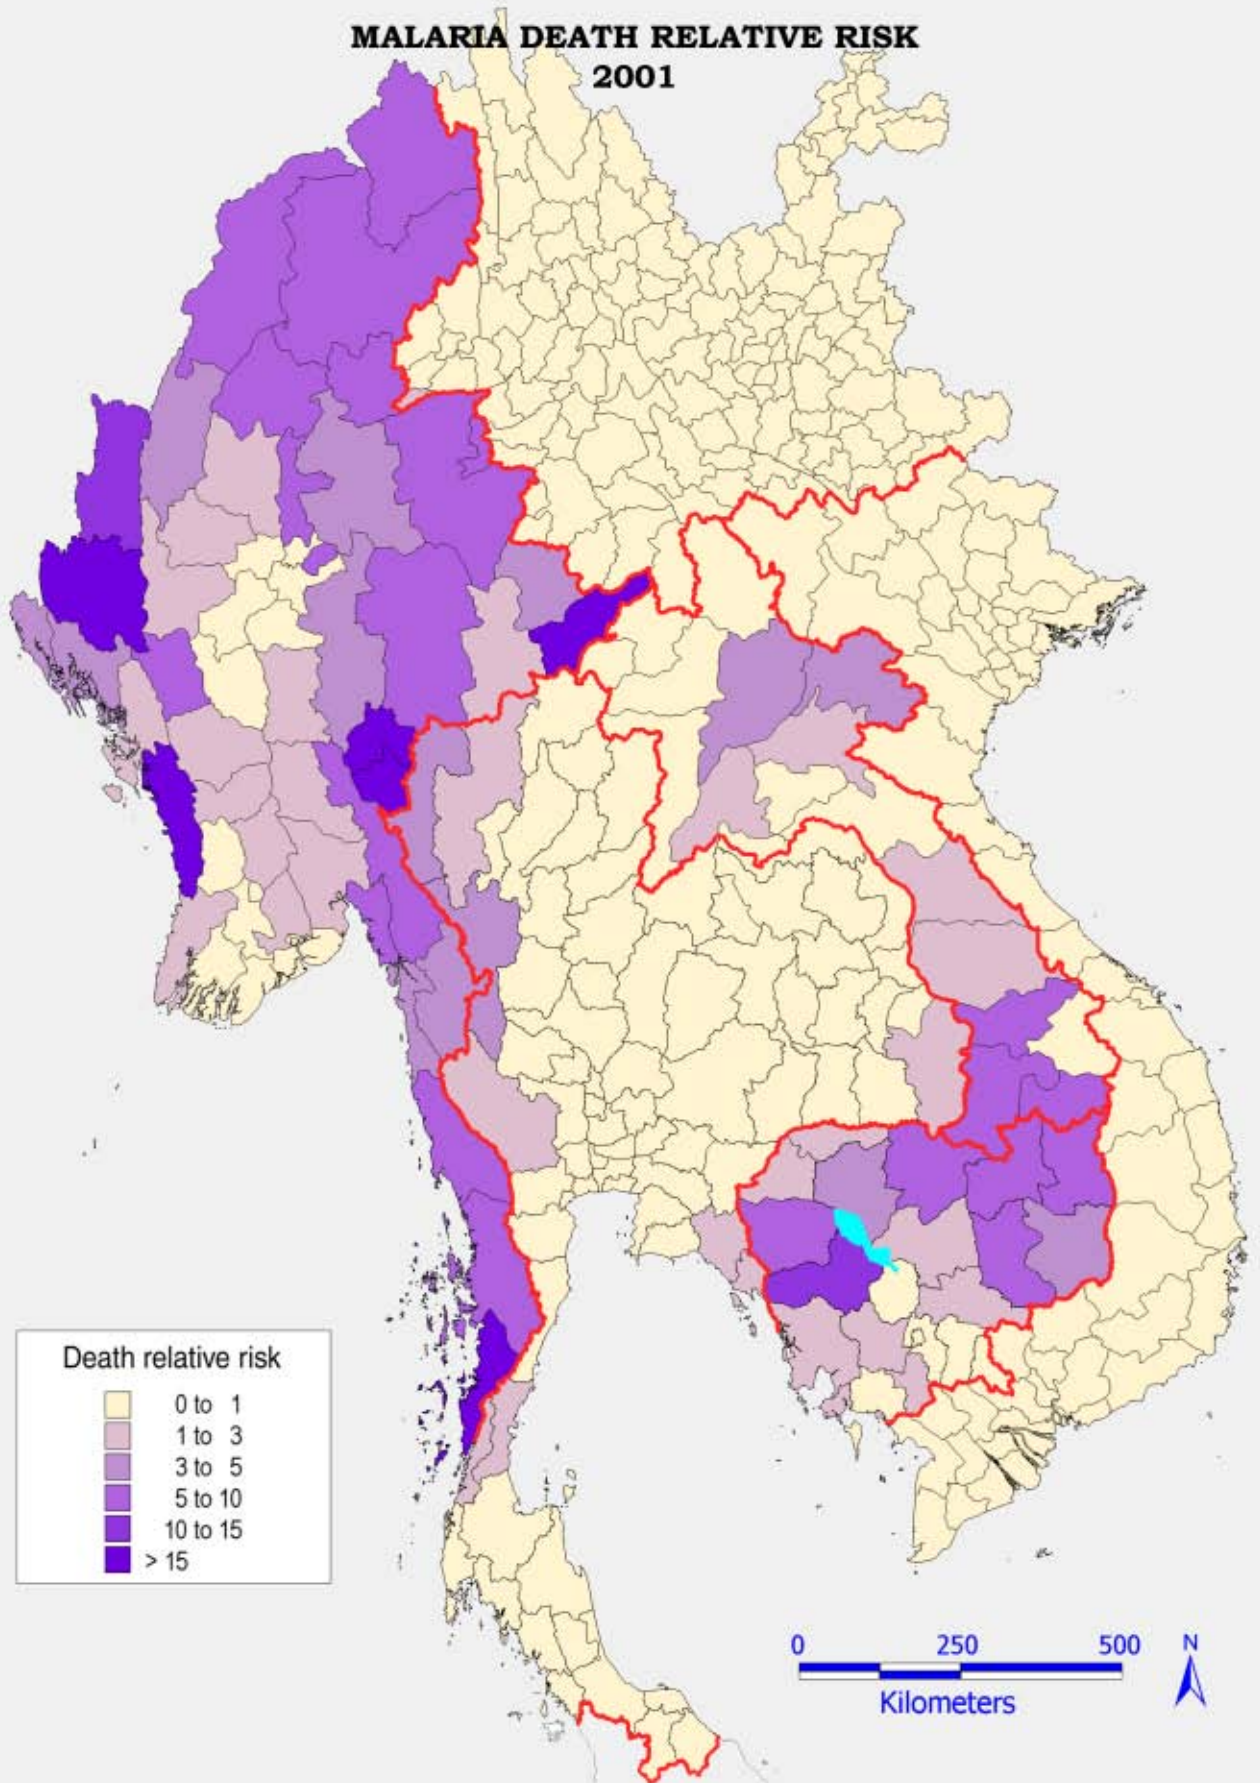 MALARIA DEATH RELATIVE RISK
2001
Death relative risk
0 to 1
1 to 3
3 to 5
5 to 10
10 to 15
> 15
0 250 500
Kilometers
N